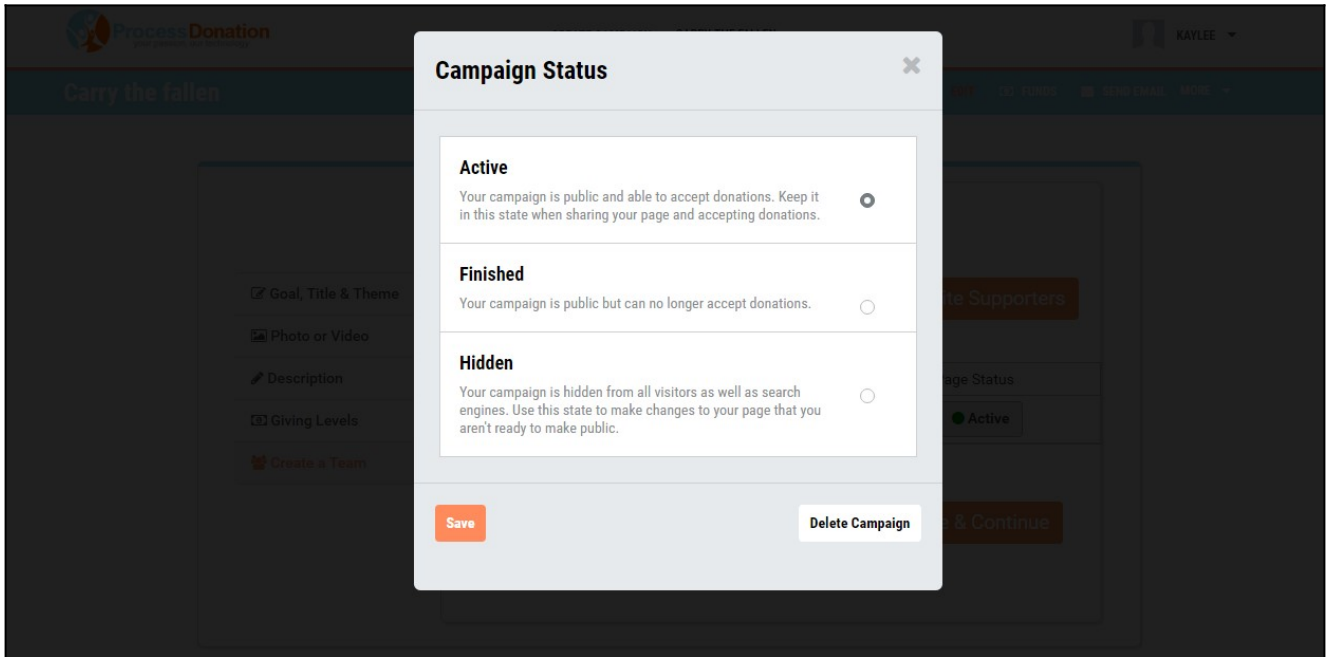 ProcessDonation
KAYLEE
Carry the fallen
FUNDS
SEND EMAIL
MORE
Campaign Status
Active
Your campaign is public and able to accept donations. Keep it
in this state when sharing your page and accepting donations.
Finished
Your campaign is public but can no longer accept donations.
Hidden
Your campaign is hidden from all visitors as well as search
engines. Use this state to make changes to your page that you
aren't ready to make public.
Save
Delete Campaign
Goal, Title & Theme
Photo or Video
Description
Giving Levels
Create a Team
Supporters
Status
Active
& Continue